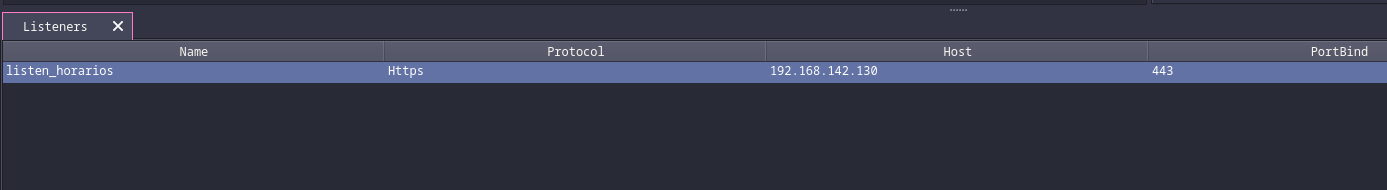 Listeners
Name Protocol Host PortBind
listen_horarios Https 192.168.142.130 443